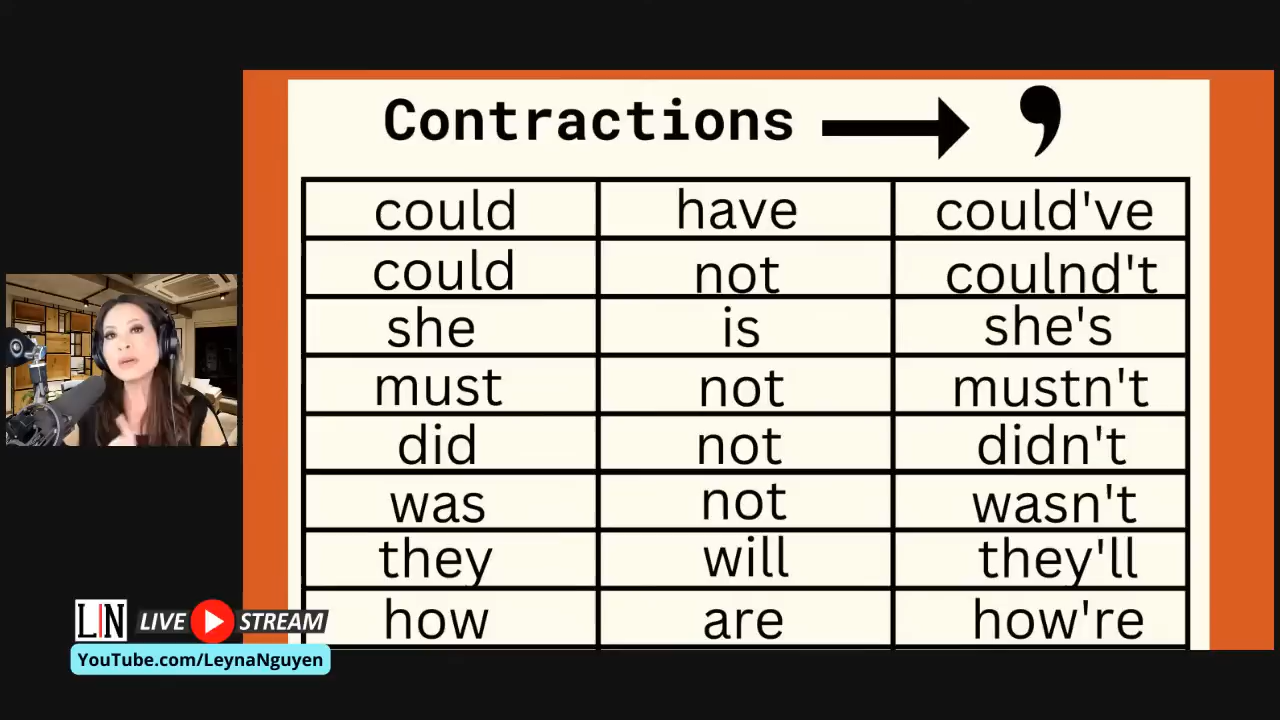 Contractions → ,
could have could've
could not coulnd't
she is she's
must not mustn't
did not didn't
was not wasn't
they will they'll
how are how're
LIN LIVE STREAM
YouTube.com/LeynaNguyen